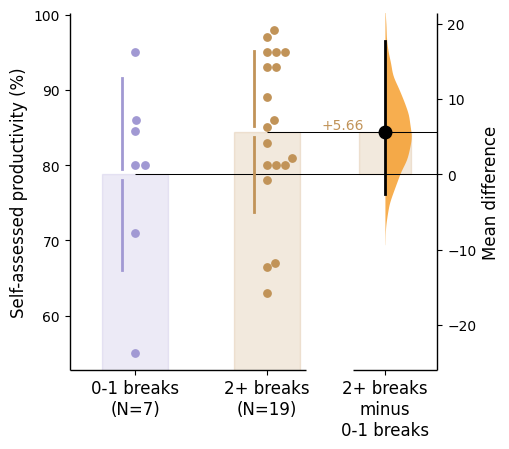 Self-assessed productivity (%)
100
90
80
70
60
+5.66
20
10
0
−10
−20
Mean difference
0-1 breaks
(N=7)
2+ breaks
(N=19)
2+ breaks
minus
0-1 breaks